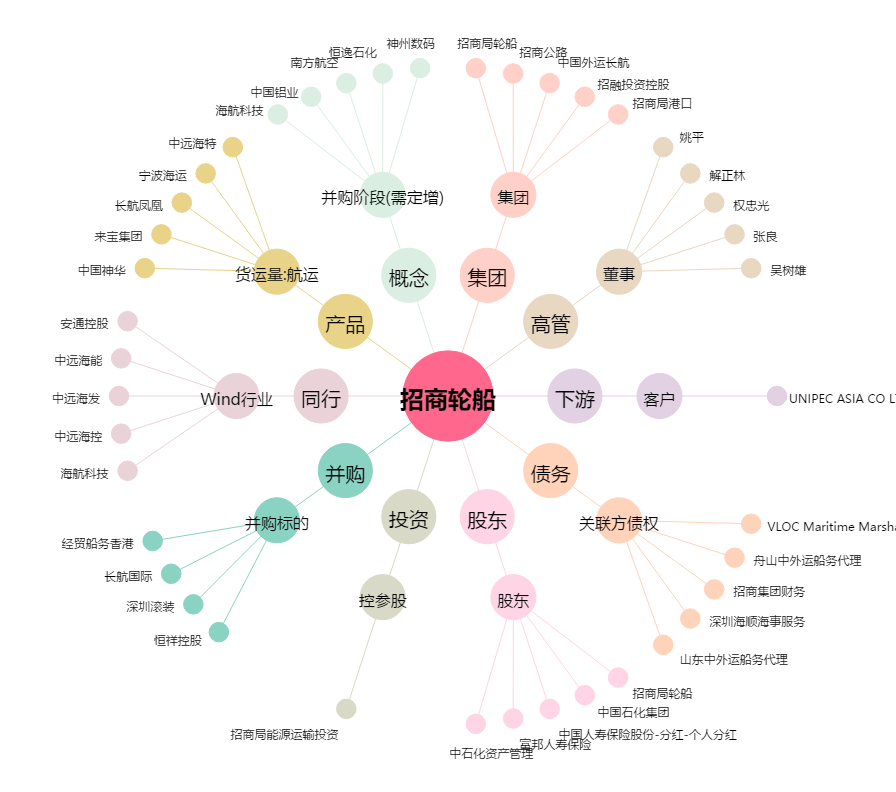 神州数码
恒逸石化
南方航空
中国铝业
海航科技
招商局轮船
招商公路
中国外运长航
招融投资控股
招商局港口
并购阶段(需定增)
集团
概念
集团
中远海特
宁波海运
长航凤凰
来宝集团
中国神华
货运量:航运
产品
姚平
解正林
权忠光
张良
吴树雄
董事
高管
安通控股
中远海能
中远海发
中远海控
海航科技
Wind行业
同行
招商轮船
下游
客户
UNIPEC ASIA CO L
并购
并购标的
经贸船务香港
长航国际
深圳滚装
恒祥控股
投资
控参股
招商局能源运输投资
股东
股东
招商局轮船
中国石化集团
中国人寿保险股份-分红-个人分红
富邦人寿保险
中石化资产管理
债务
关联方债权
VLOC Maritime Marsha
舟山中外运船务代理
招商集团财务
深圳海顺海事服务
山东中外运船务代理